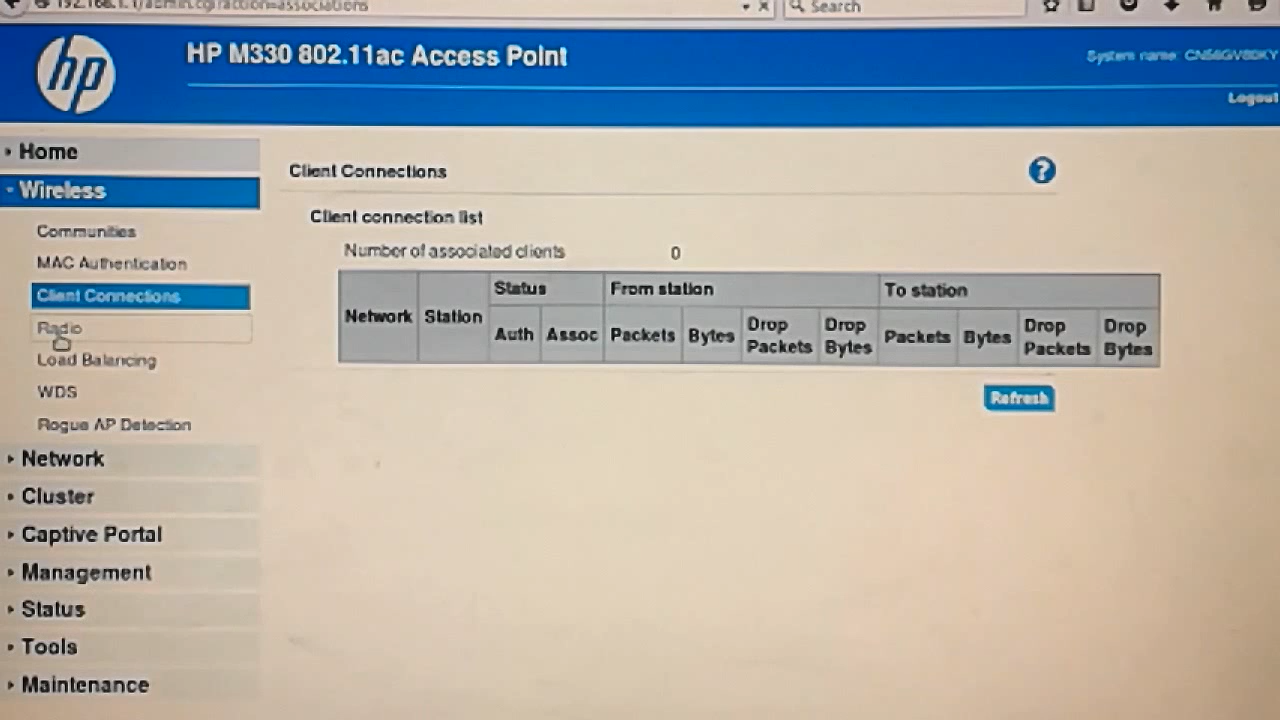 Search
hp
HP M330 802.11ac Access Point
System name:
Logout
Home
Wireless
Communities
MAC Authentication
Client Connections
Radio
Load Balancing
WDS
Rogue AP Detection
Network
Cluster
Captive Portal
Management
Status
Tools
Maintenance
Client Connections
?
Client connection list
Number of associated clients 0
Network Station Status From station To station
Auth Assoc Packets Bytes Drop Packets Drop Bytes Packets Bytes Drop Packets Drop Bytes
Refresh